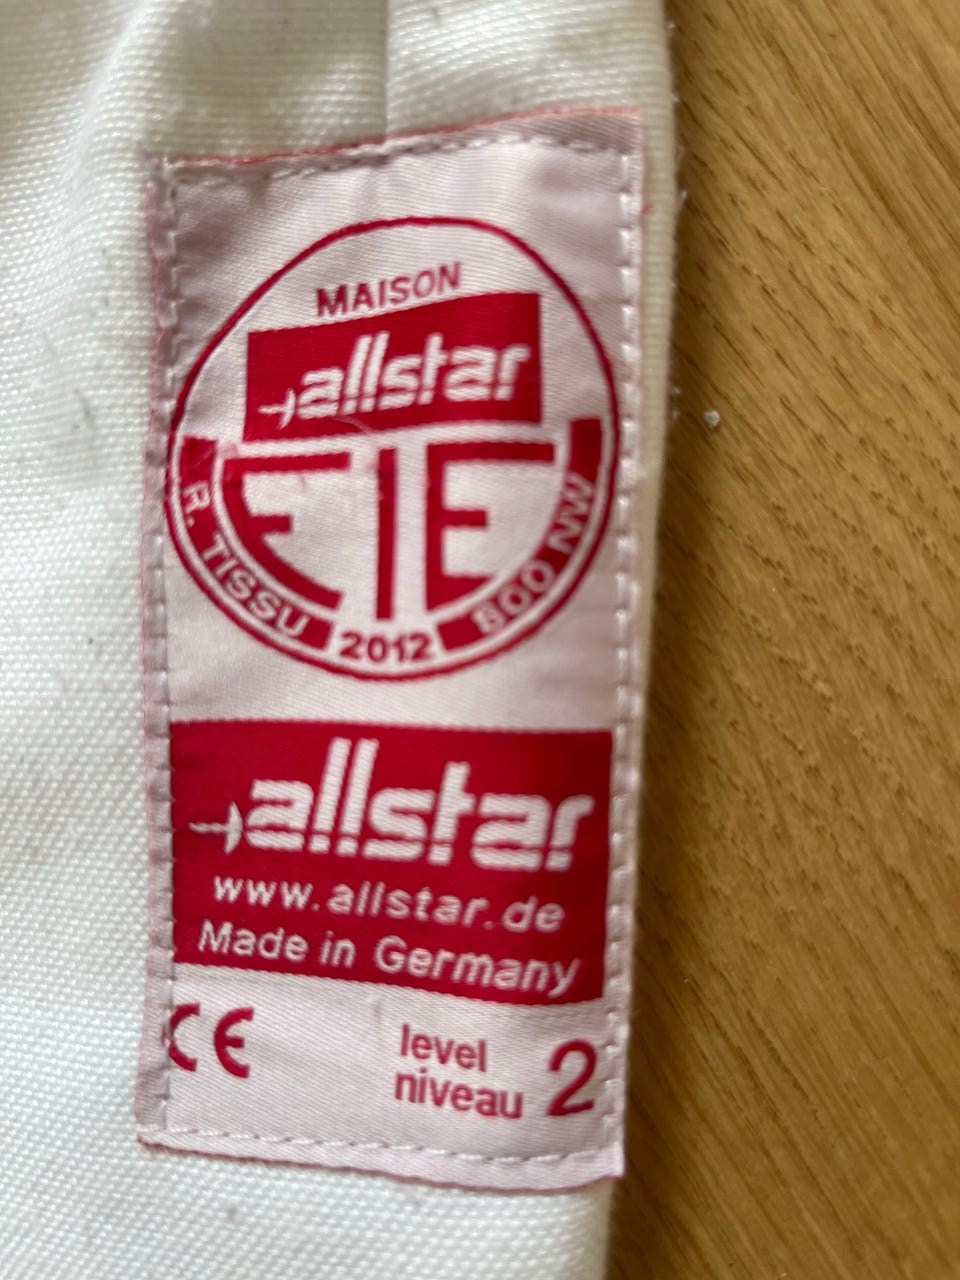 MAISON
allstar
FIE
R. TISSU 2012 800 NW
allstar
www.allstar.de
Made in Germany
CE
level
niveau 2